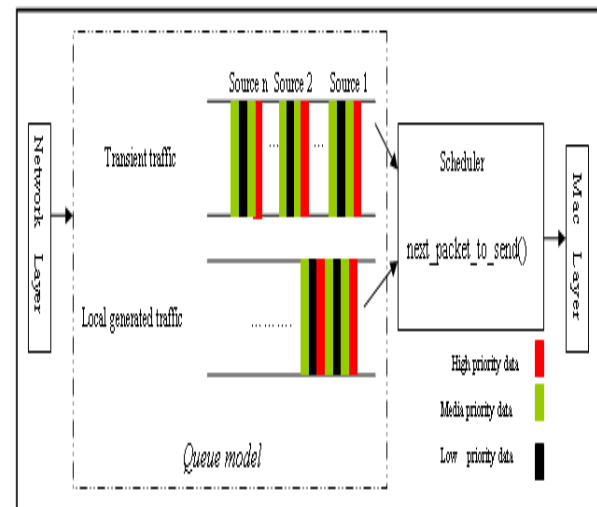 Network Layer
Source n Source 2 Source 1
... ...
Transient traffic
Local generated traffic
..........
Queue model
Scheduler
next_packet_to_send()
Mac Layer
High priority data
Media priority data
Low priority data